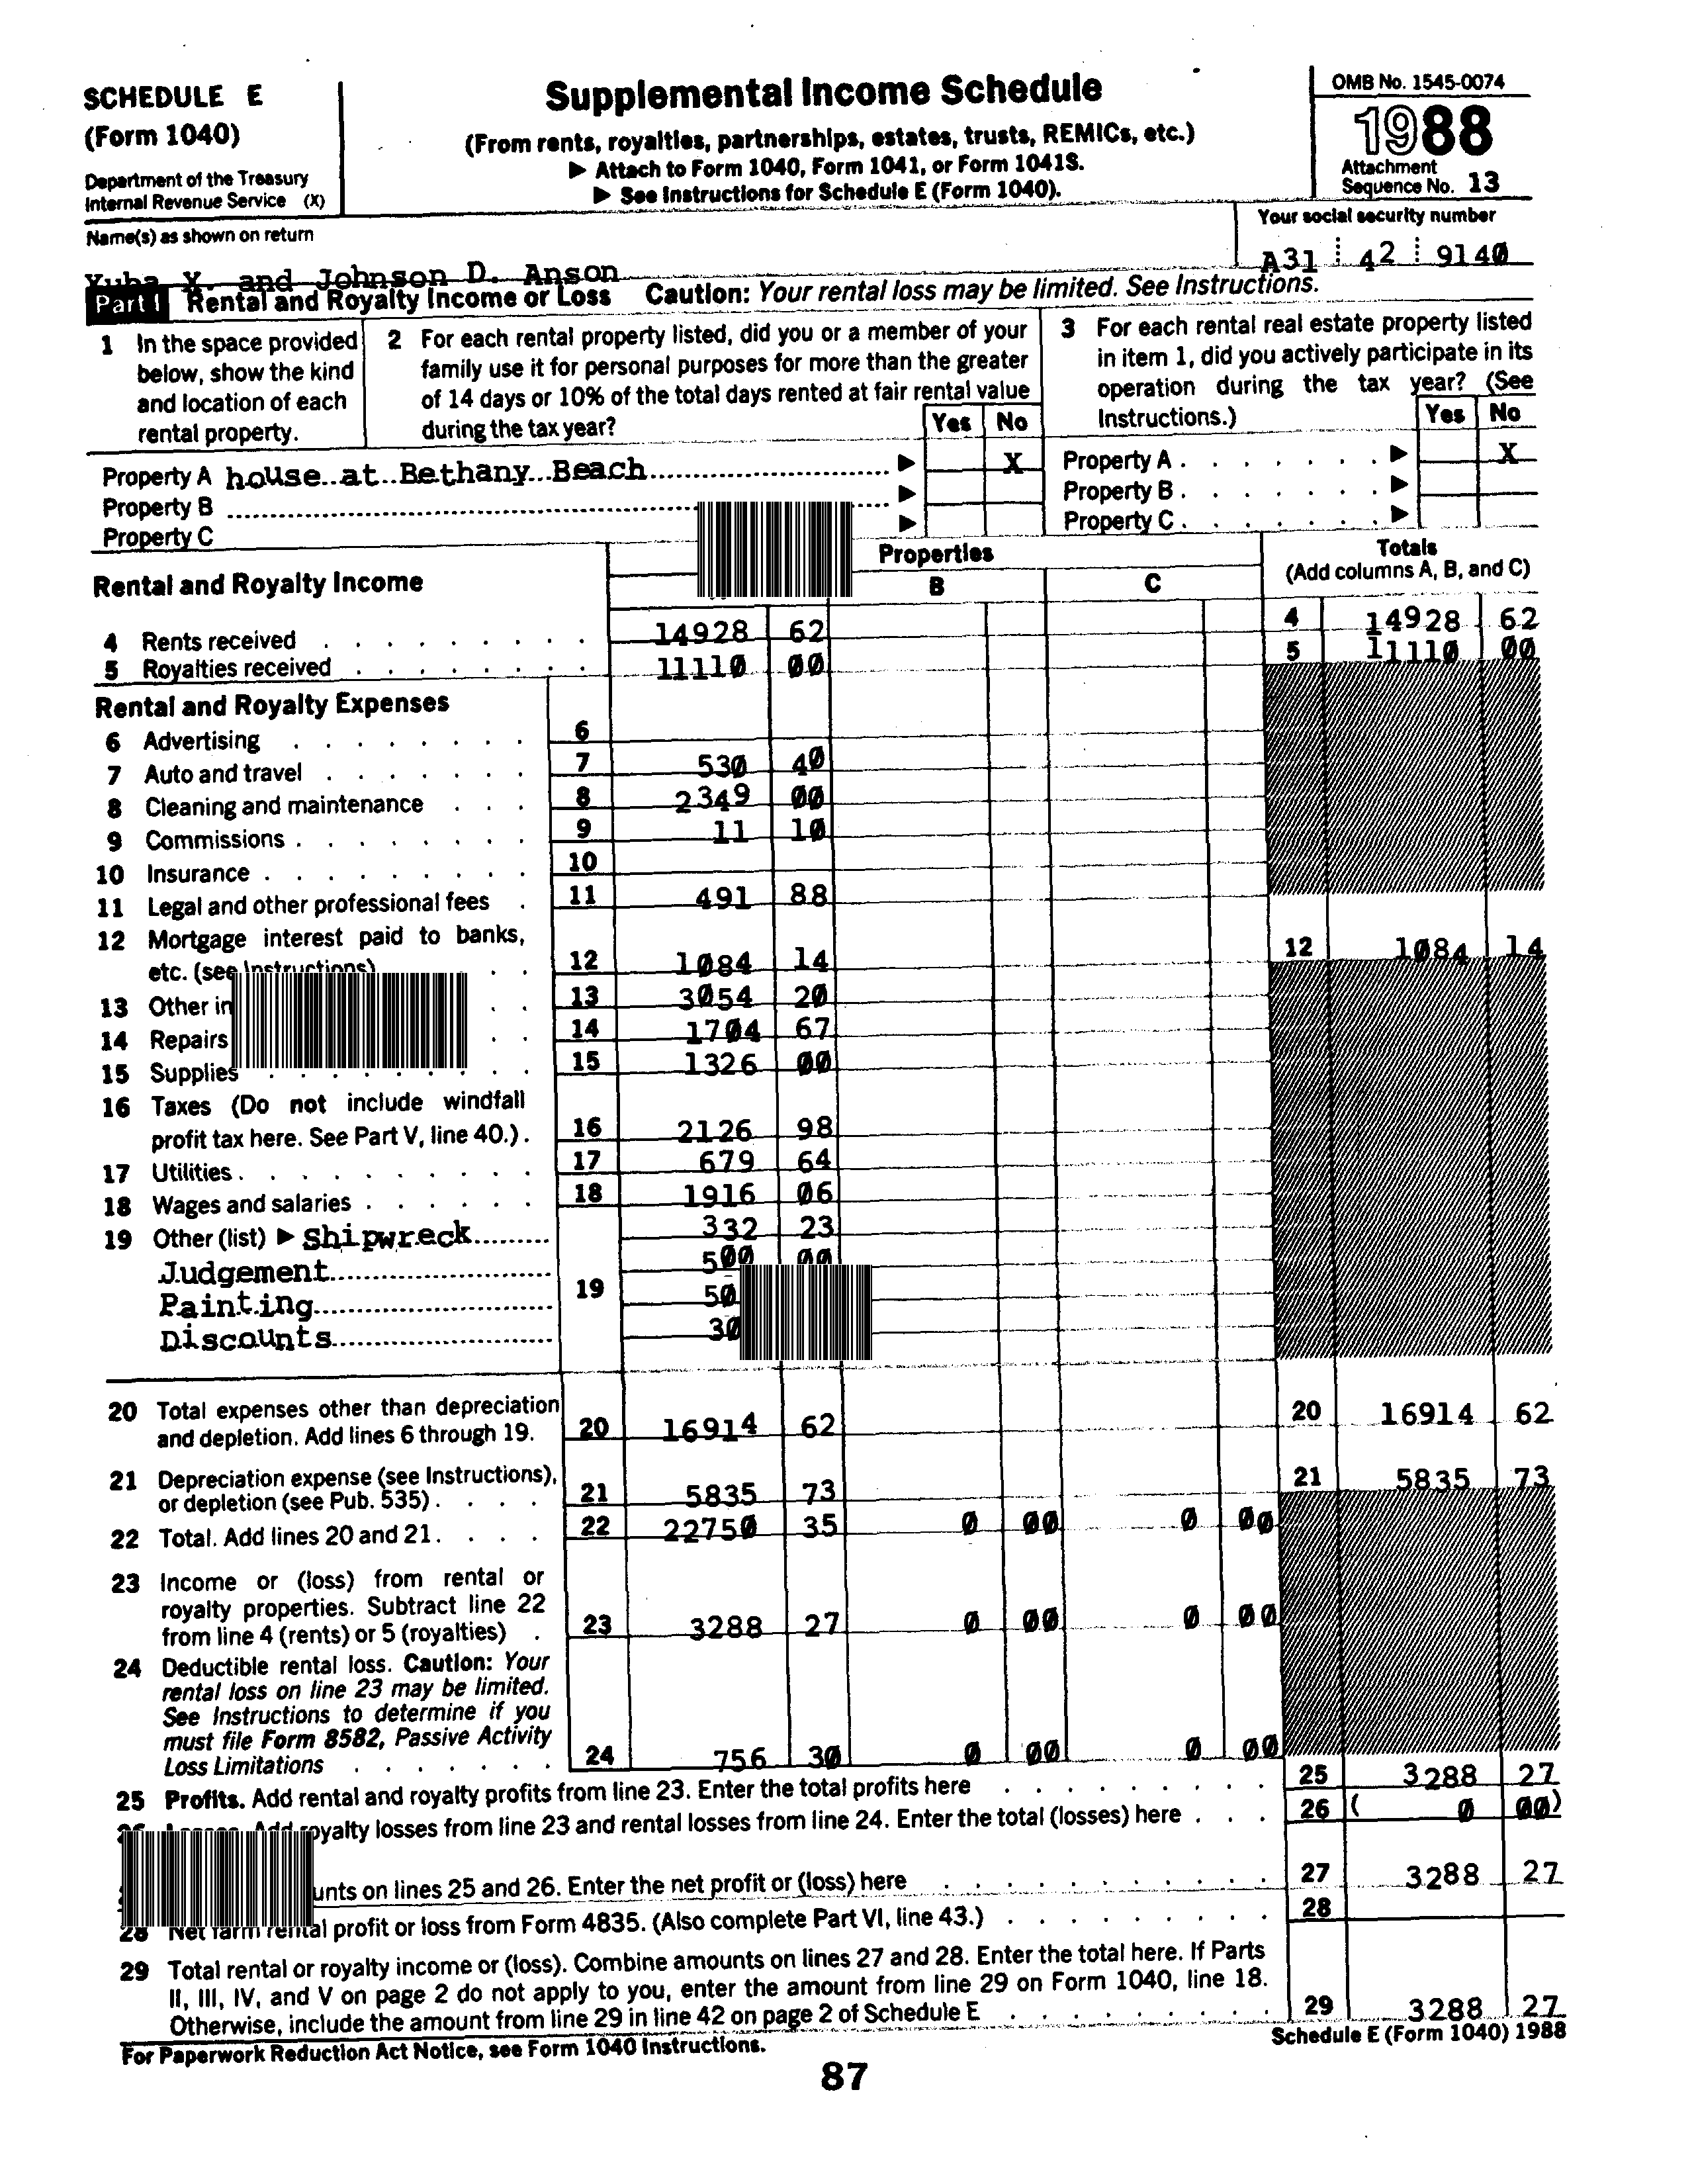 SCHEDULE E
(Form 1040)
Department of the Treasury
Internal Revenue Service (X)
Supplemental Income Schedule
(From rents, royalties, partnerships, estates, trusts, REMICs, etc.)
▶ Attach to Form 1040, Form 1041, or Form 1041S.
▶ See Instructions for Schedule E (Form 1040).
OMB No. 1545-0074
1988
Attachment
Sequence No. 13
Name(s) as shown on return
Your social security number
Yuba Y. and Johnson D. Anson
A31 42 9140
Part I Rental and Royalty Income or Loss Caution: Your rental loss may be limited. See Instructions.
1 In the space provided
below, show the kind
and location of each
rental property.
2 For each rental property listed, did you or a member of your
family use it for personal purposes for more than the greater
of 14 days or 10% of the total days rented at fair rental value
during the tax year?
Yes No
3 For each rental real estate property listed
in item 1, did you actively participate in its
operation during the tax year? (See
Instructions.)
Yes No
Property A house at Bethany Beach ▶ X Property A ▶ X
Property B ▶ Property B ▶
Property C ▶ Property C ▶
Rental and Royalty Income
Properties
B C
Totals
(Add columns A, B, and C)
4 Rents received 14928 62 4 14928 62
5 Royalties received 11110 00 5 11110 00
Rental and Royalty Expenses
6 Advertising 6
7 Auto and travel 7 530 40
8 Cleaning and maintenance 8 2349 00
9 Commissions 9 11 10
10 Insurance 10
11 Legal and other professional fees 11 491 88
12 Mortgage interest paid to banks,
etc. (see Instructions) 12 1084 14 12 1084 14
13 Other in 13 3054 20
14 Repairs 14 1704 67
15 Supplies 15 1326 00
16 Taxes (Do not include windfall
profit tax here. See Part V, line 40.) 16 2126 98
17 Utilities 17 679 64
18 Wages and salaries 18 1916 06
19 Other (list) ▶ Shipwreck 332 23
Judgement 500 00
Painting 19 50
Discounts 30
20 Total expenses other than depreciation
and depletion. Add lines 6 through 19. 20 16914 62 20 16914 62
21 Depreciation expense (see Instructions),
or depletion (see Pub. 535) 21 5835 73 21 5835 73
22 Total. Add lines 20 and 21 22 22750 35 0 00 0 00
23 Income or (loss) from rental or
royalty properties. Subtract line 22
from line 4 (rents) or 5 (royalties) 23 3288 27 0 00 0 00
24 Deductible rental loss. Caution: Your
rental loss on line 23 may be limited.
See Instructions to determine if you
must file Form 8582, Passive Activity
Loss Limitations 24 756 30 0 00 0 00
25 Profits. Add rental and royalty profits from line 23. Enter the total profits here 25 3288 27
Add royalty losses from line 23 and rental losses from line 24. Enter the total (losses) here 26 ( 0 00)
unts on lines 25 and 26. Enter the net profit or (loss) here 27 3288 27
28 Net farm rental profit or loss from Form 4835. (Also complete Part VI, line 43.) 28
29 Total rental or royalty income or (loss). Combine amounts on lines 27 and 28. Enter the total here. If Parts
II, III, IV, and V on page 2 do not apply to you, enter the amount from line 29 on Form 1040, line 18.
Otherwise, include the amount from line 29 in line 42 on page 2 of Schedule E 29 3288 27
For Paperwork Reduction Act Notice, see Form 1040 Instructions.
Schedule E (Form 1040) 1988
87